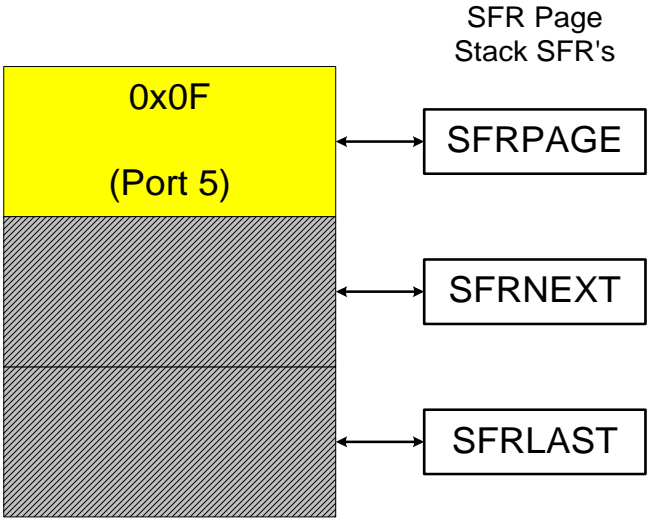 SFR Page
Stack SFR's
0x0F
(Port 5)
SFRPAGE
SFRNEXT
SFRLAST